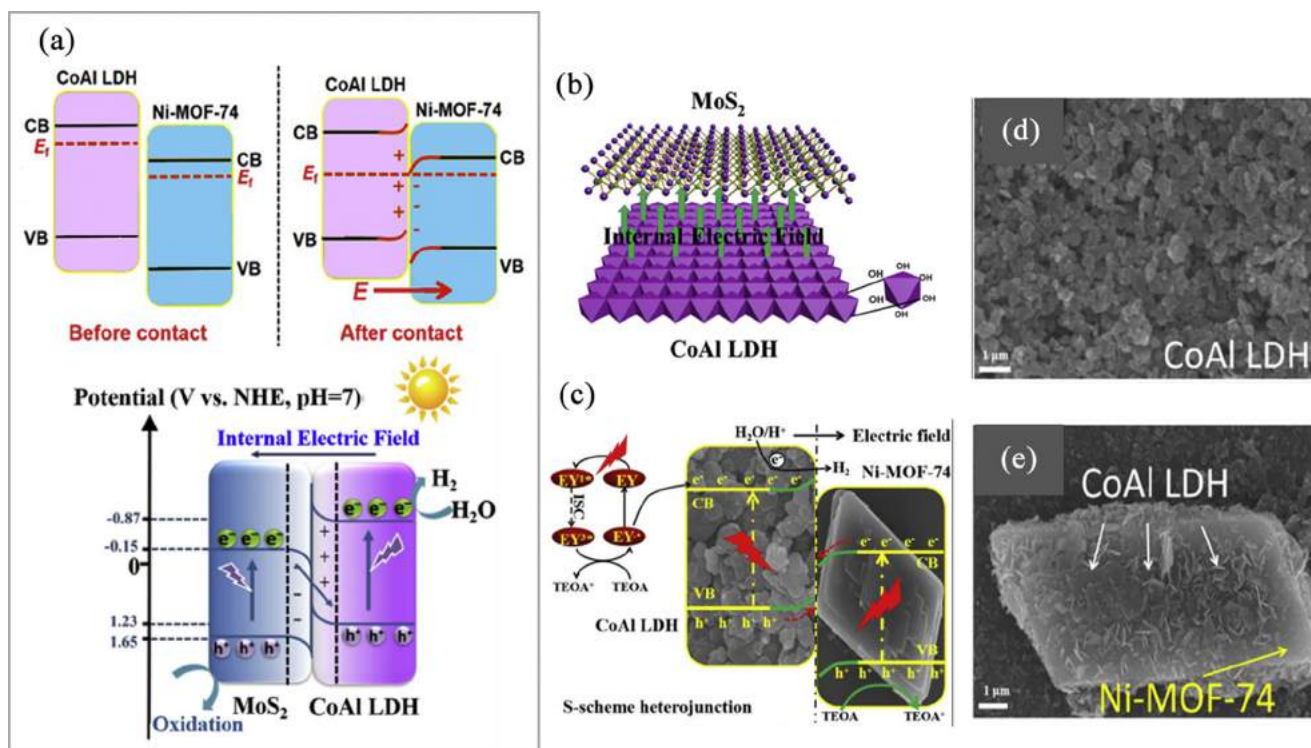 (a)
CoAl LDH
Ni-MOF-74
CB
Ef
VB
CB
Ef
VB
Before contact
CoAl LDH
Ni-MOF-74
CB
Ef
VB
+
+
+
-
-
-
CB
VB
E
After contact
Potential (V vs. NHE, pH=7)
Internal Electric Field
-0.87
-0.15
0
1.23
1.65
e- e- e-
e- e- e-
H2
H2O
+
+
+
+
-
-
h+ h+ h+
h+ h+ h+
MoS2
CoAl LDH
Oxidation
(b)
MoS2
Internal Electric Field
OH
OH
OH
OH
OH
OH
CoAl LDH
(c)
H2O/H+
Electric field
e-
H2
Ni-MOF-74
EY1*
EY
ISC
EY3*
EY-•
TEOA+
TEOA
e- e- e- e- e-
CB
VB
h+ h+ h+ h+
CoAl LDH
e- e- e- e-
CB
VB
h+ h+ h+ h+ h+
TEOA
TEOA+
S-scheme heterojunction
(d)
1 μm
CoAl LDH
(e)
CoAl LDH
1 μm
Ni-MOF-74